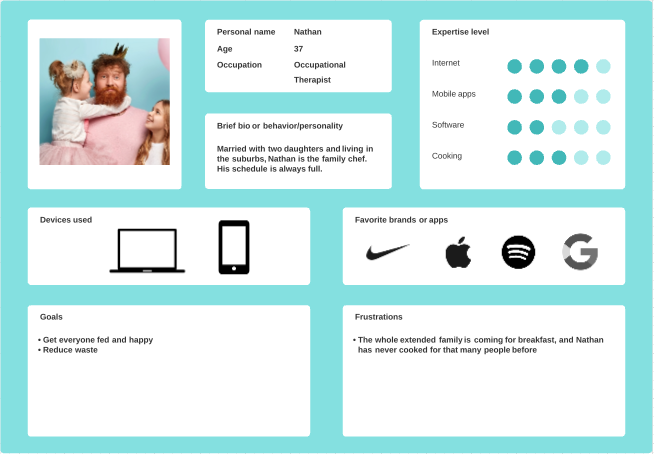 Personal name Nathan
Age 37
Occupation Occupational
Therapist
Brief bio or behavior/personality
Married with two daughters and living in
the suburbs, Nathan is the family chef.
His schedule is always full.
Expertise level
Internet
Mobile apps
Software
Cooking
Devices used
Favorite brands or apps
G
Goals
• Get everyone fed and happy
• Reduce waste
Frustrations
• The whole extended family is coming for breakfast, and Nathan
has never cooked for that many people before